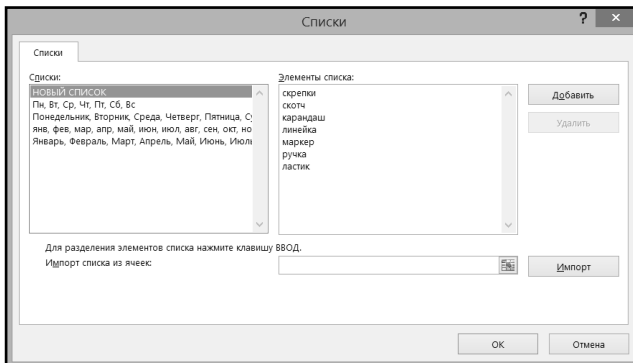 Списки
?
×
Списки
Списки:
НОВЫЙ СПИСОК
Пн, Вт, Ср, Чт, Пт, Сб, Вс
Понедельник, Вторник, Среда, Четверг, Пятница, Су
янв, фев, мар, апр, май, июн, июл, авг, сен, окт, но
Январь, Февраль, Март, Апрель, Май, Июнь, Июль
Элементы списка:
скрепки
скотч
карандаш
линейка
маркер
ручка
ластик
Добавить
Удалить
Для разделения элементов списка нажмите клавишу ВВОД.
Импорт списка из ячеек:
Импорт
ОК
Отмена